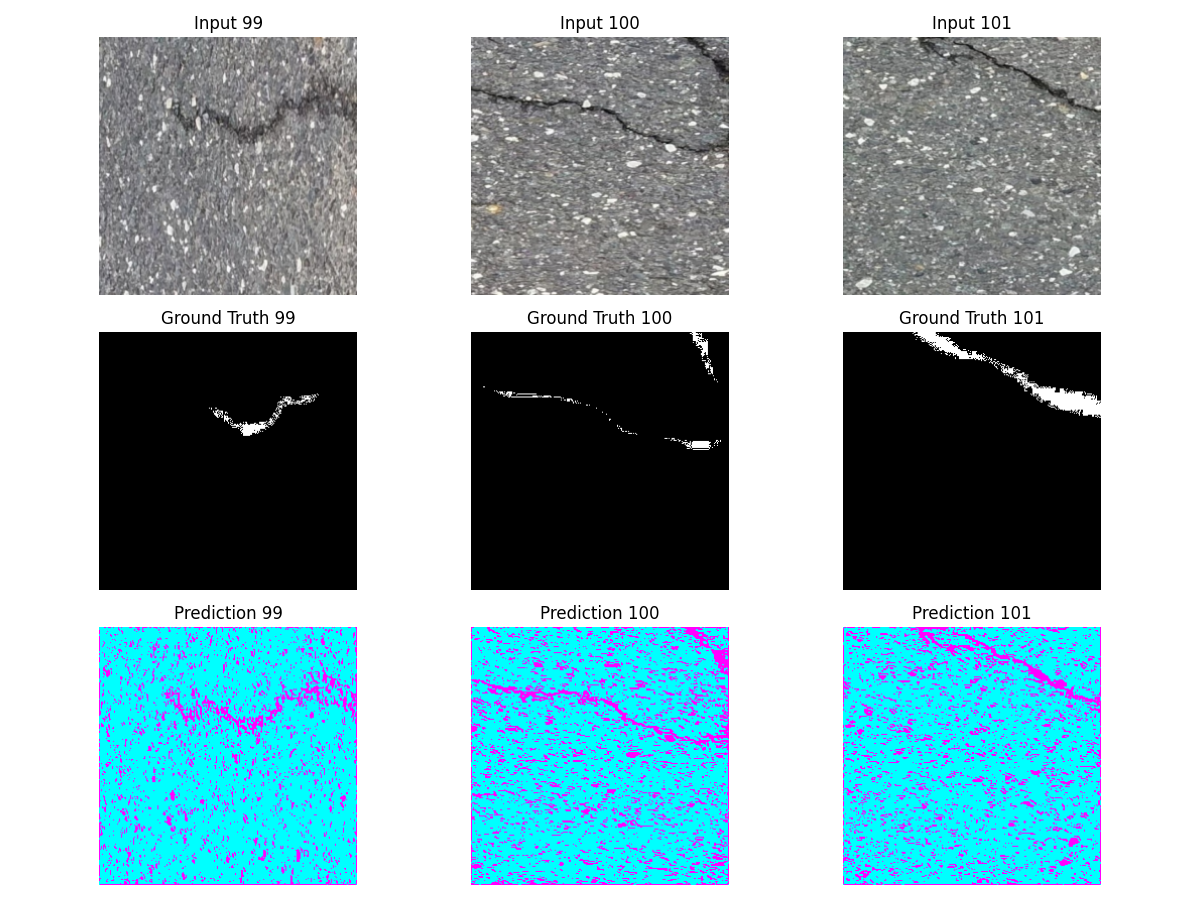 Input 99
Input 100
Input 101
Ground Truth 99
Ground Truth 100
Ground Truth 101
Prediction 99
Prediction 100
Prediction 101